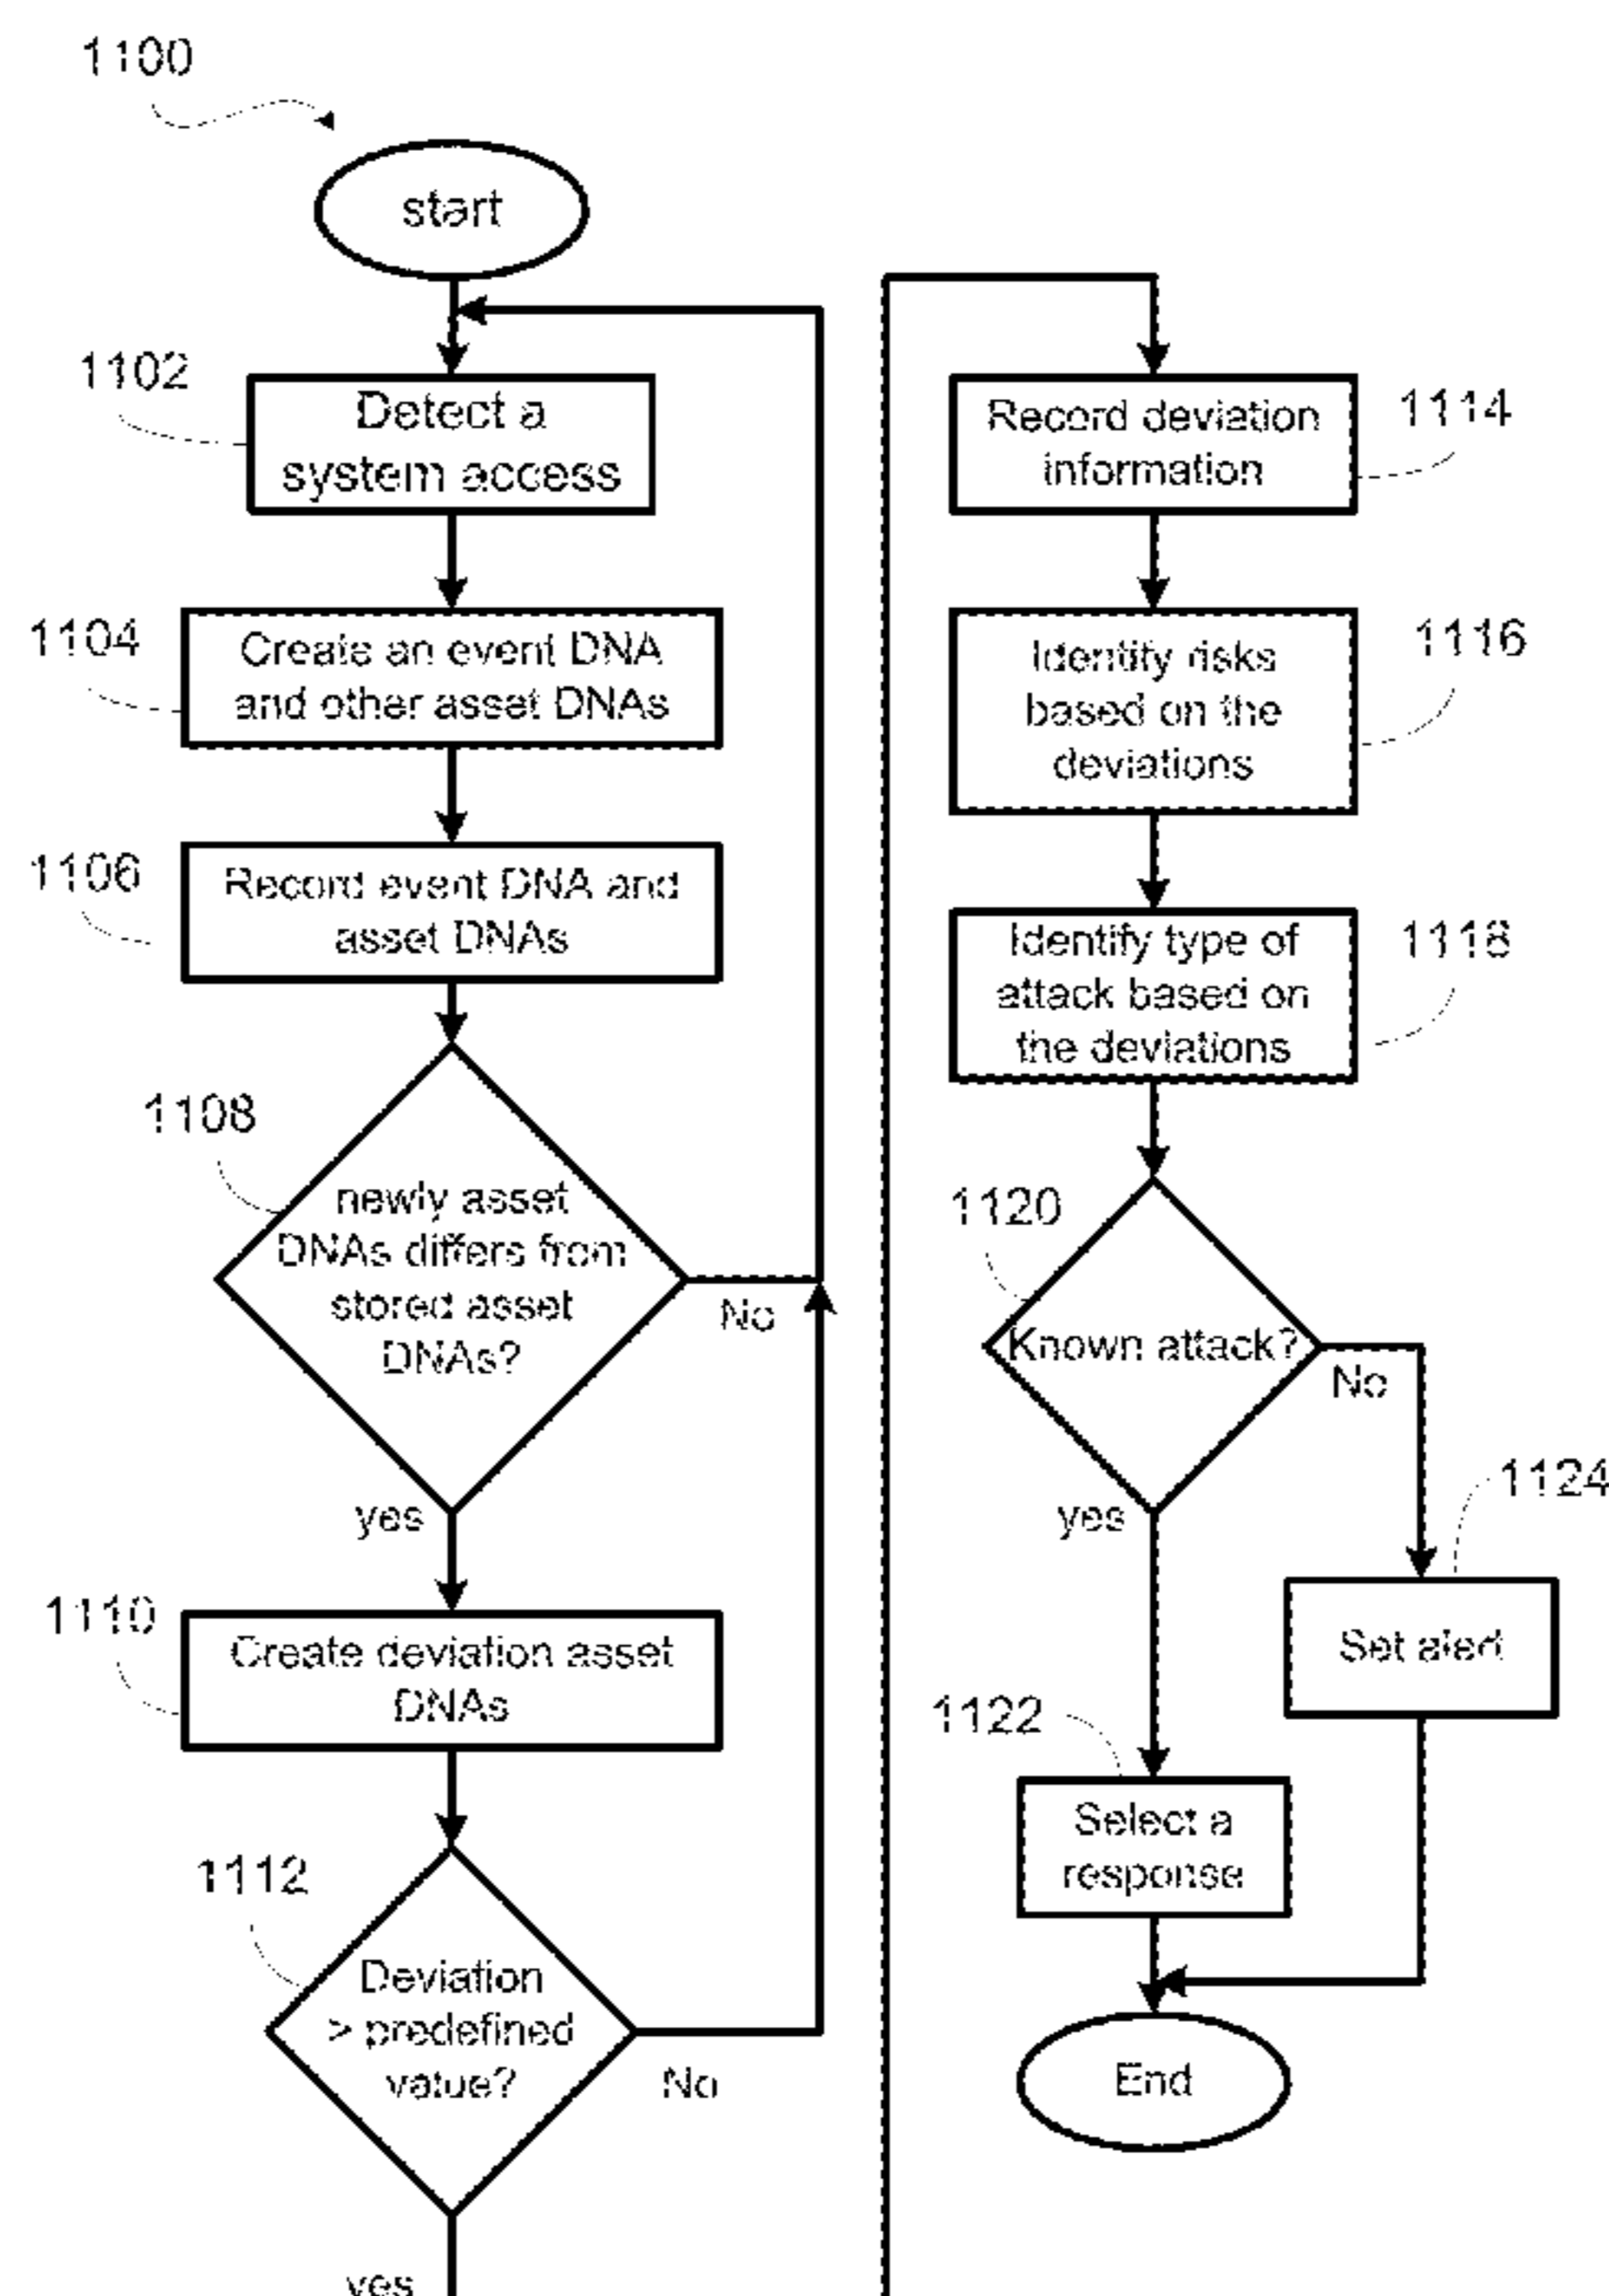 1100
start
1102
Detect a
system access
1104
Create an event DNA
and other asset DNAs
1106
Record event DNA and
asset DNAs
1108
newly asset
DNAs differs from
stored asset
DNAs?
No
yes
1110
Create deviation asset
DNAs
1112
Deviation
> predefined
value?
No
yes
1114
Record deviation
information
1116
Identify risks
based on the
deviations
1118
Identify type of
attack based on
the deviations
1120
Known attack?
No
yes
1124
Set alert
1122
Select a
response
End